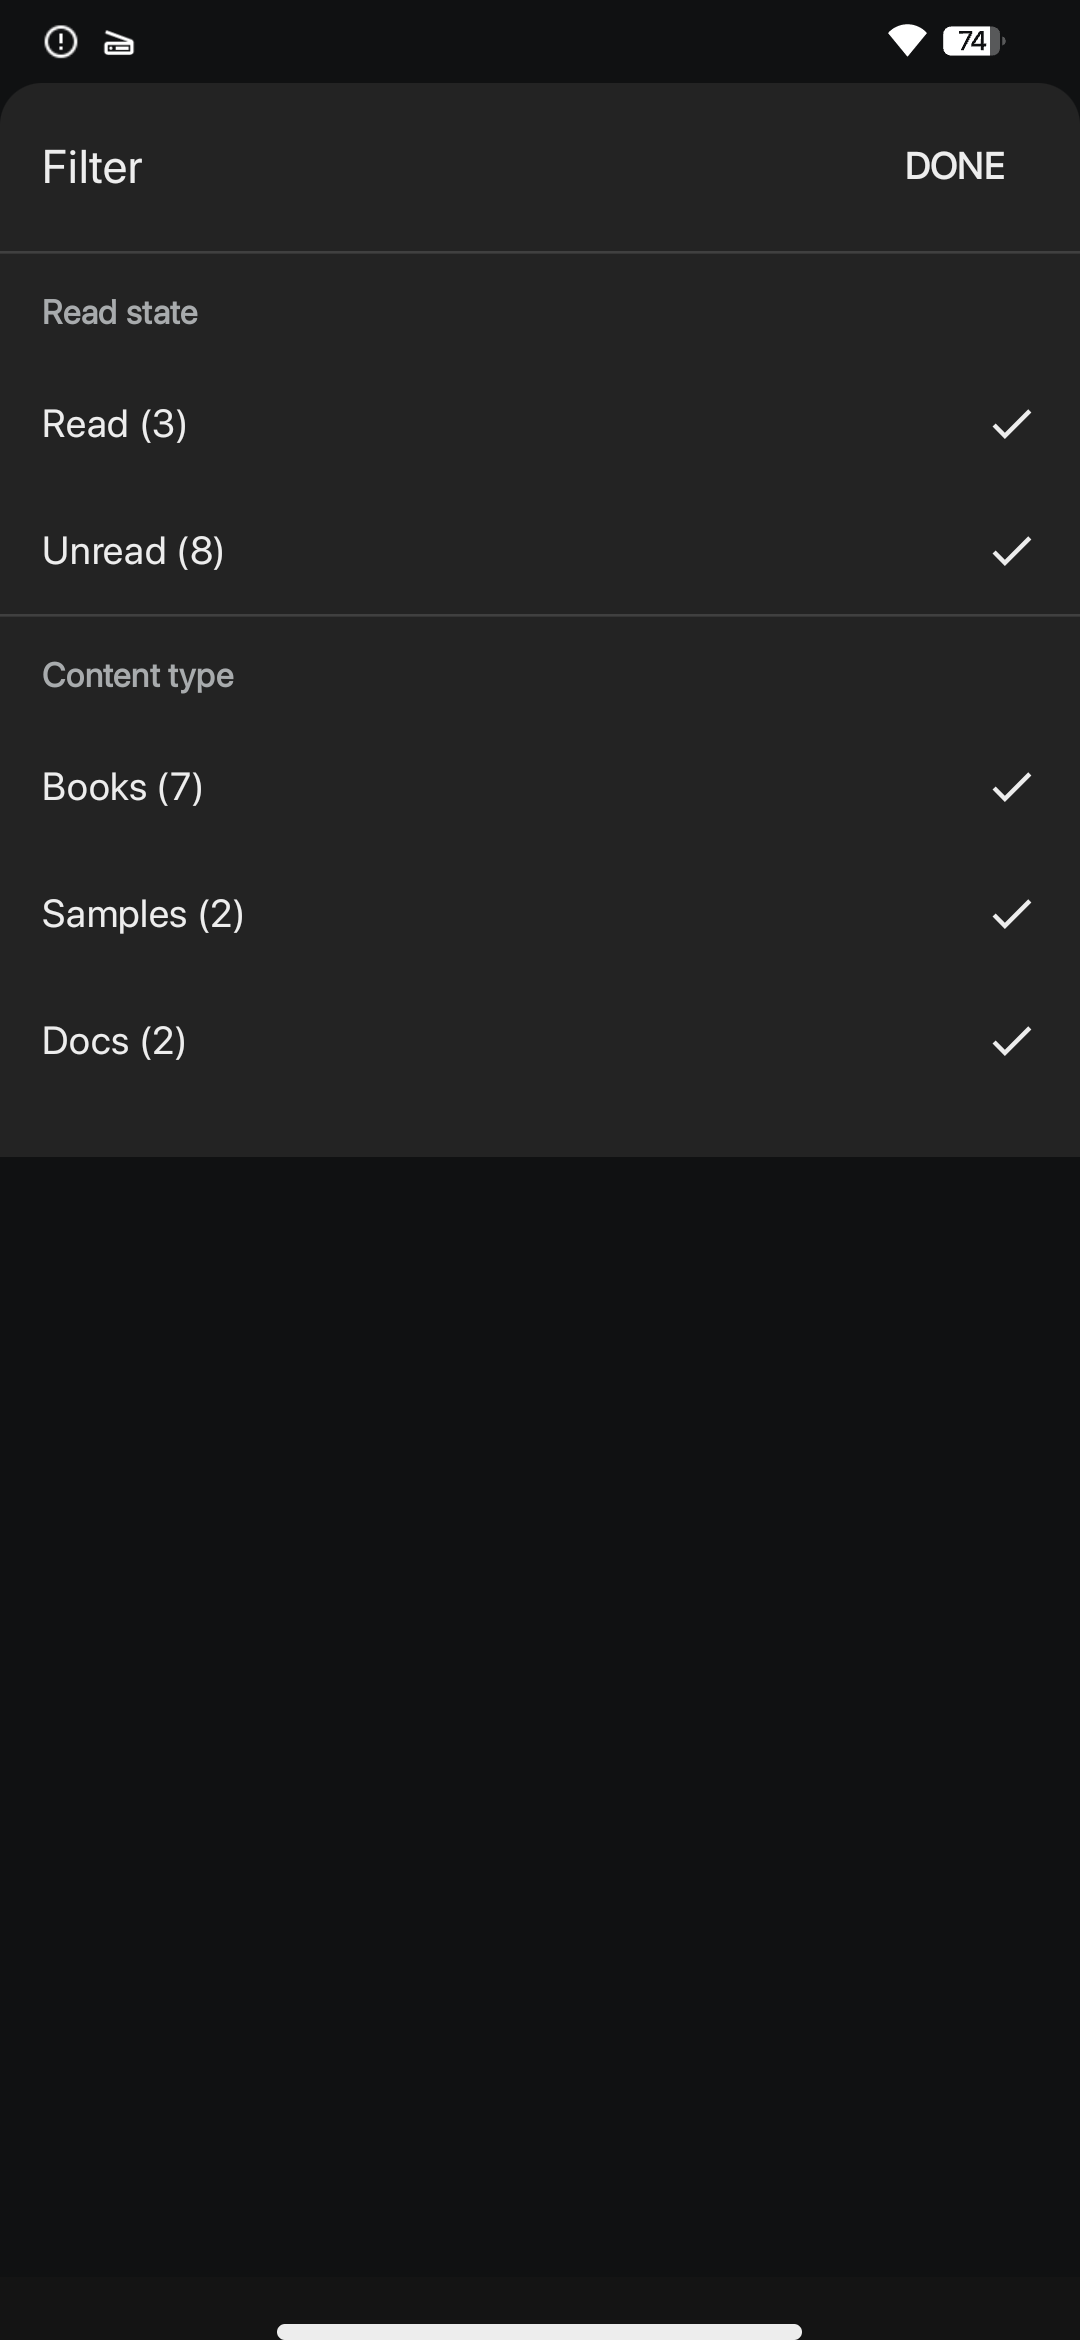 74
Filter
DONE
Read state
Read (3)
Unread (8)
Content type
Books (7)
Samples (2)
Docs (2)